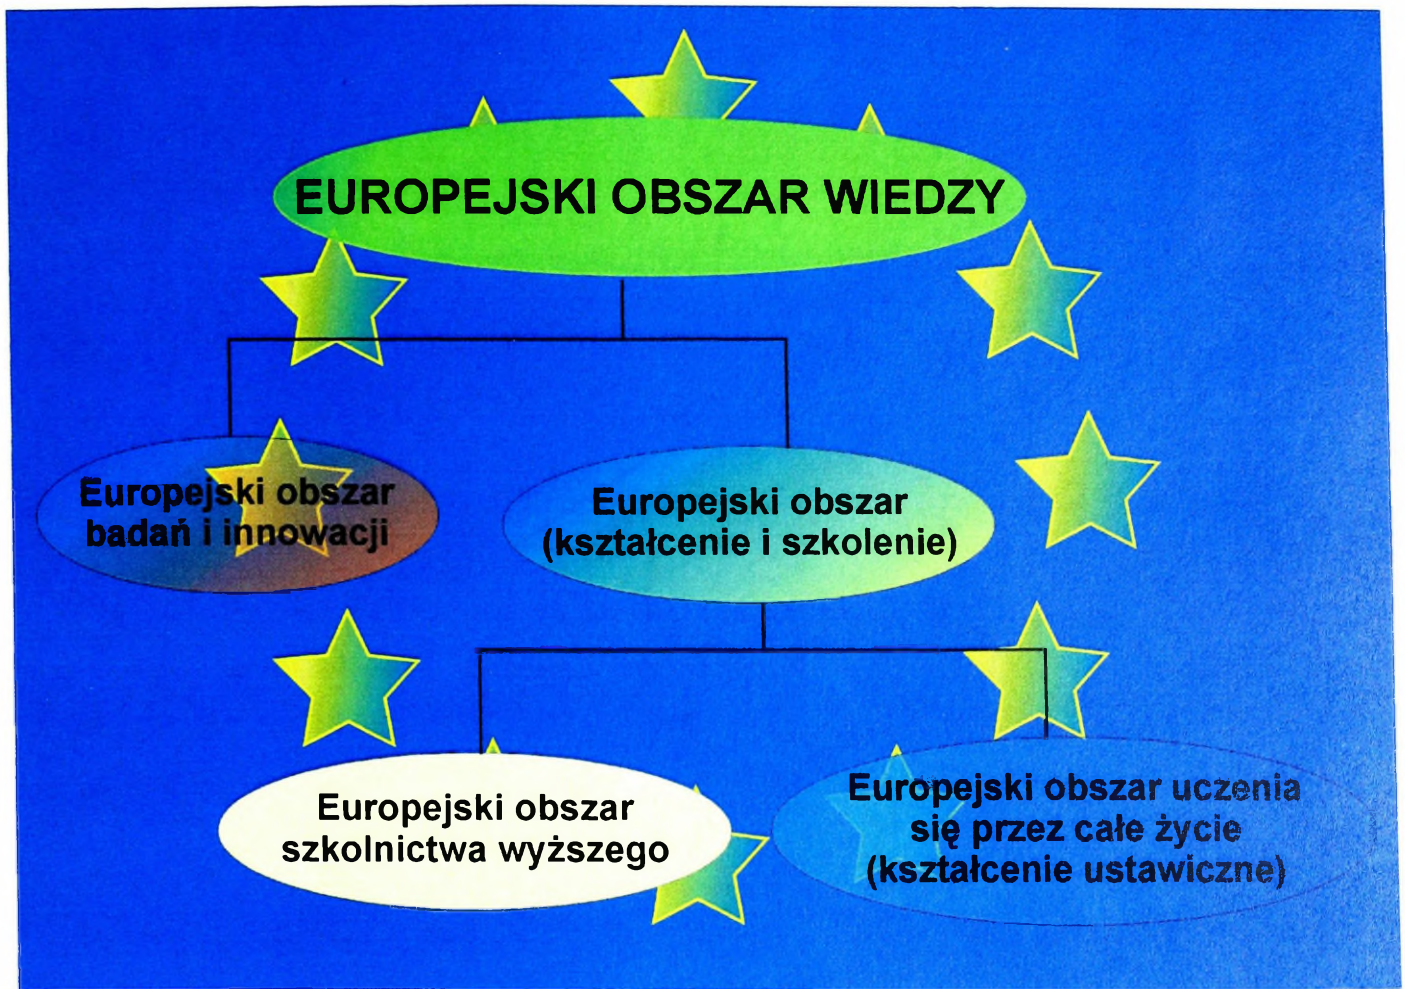 EUROPEJSKI OBSZAR WIEDZY
Europejski obszar
badań i innowacji
Europejski obszar
(kształcenie i szkolenie)
Europejski obszar
szkolnictwa wyższego
Europejski obszar uczenia
się przez całe życie
(kształcenie ustawiczne)